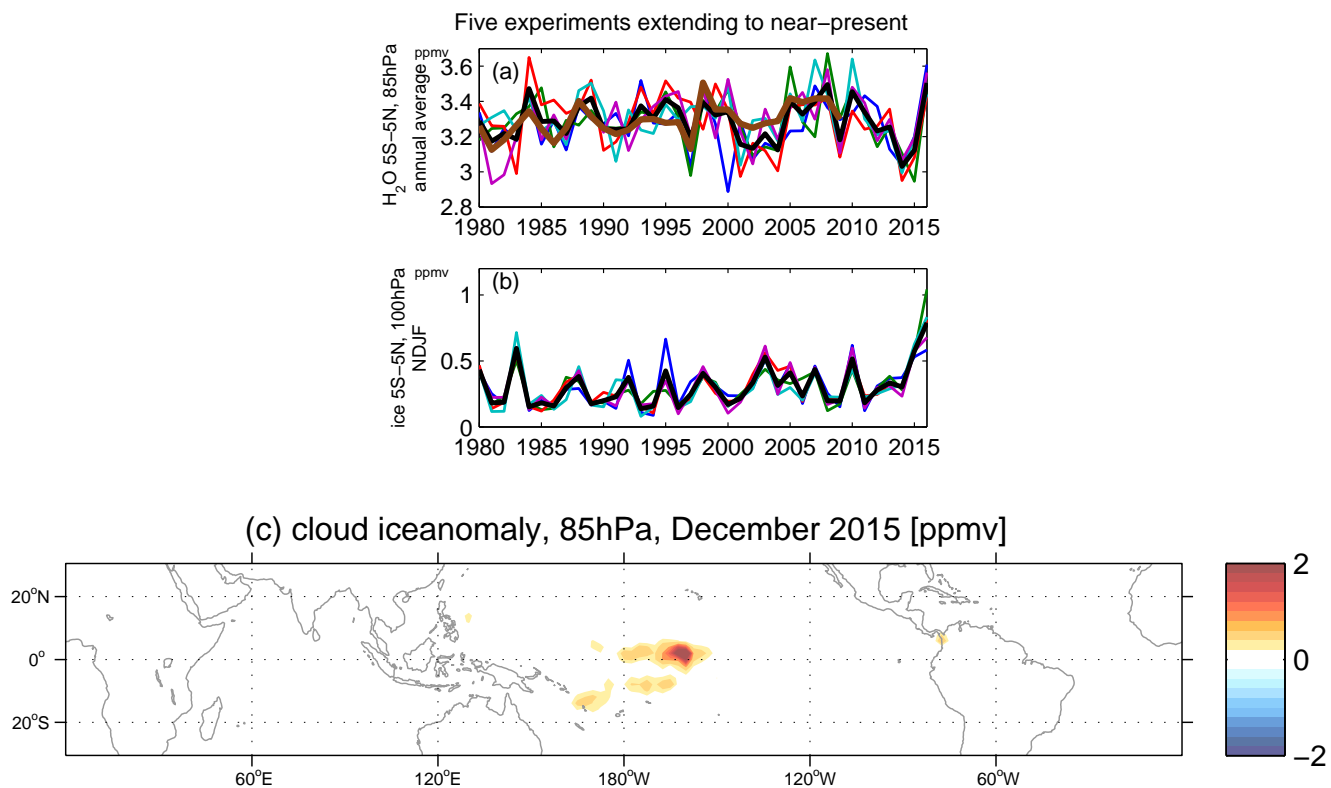 Five experiments extending to near−present
H2O 5S−5N, 85hPa
annual average
ppmv
(a)
3.6
3.4
3.2
3
2.8
1980 1985 1990 1995 2000 2005 2010 2015
ice 5S−5N, 100hPa
NDJF
ppmv
(b)
1
0.5
0
1980 1985 1990 1995 2000 2005 2010 2015
(c) cloud iceanomaly, 85hPa, December 2015 [ppmv]
20°N
0°
20°S
60°E 120°E 180°W 120°W 60°W
2
0
−2